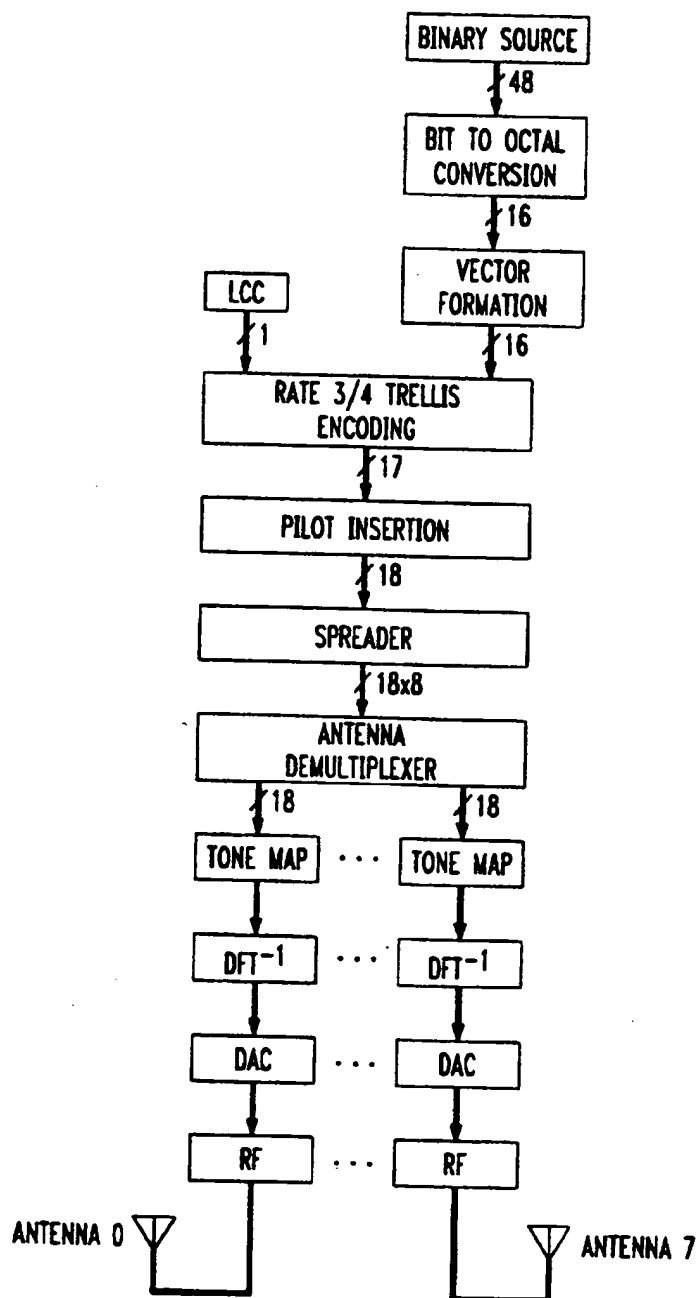 BINARY SOURCE
48
BIT TO OCTAL
CONVERSION
16
LCC
VECTOR
FORMATION
1
16
RATE 3/4 TRELLIS
ENCODING
17
PILOT INSERTION
18
SPREADER
18x8
ANTENNA
DEMULTIPLEXER
18 18
TONE MAP ... TONE MAP
DFT-1 ... DFT-1
DAC ... DAC
RF ... RF
ANTENNA 0 ANTENNA 7